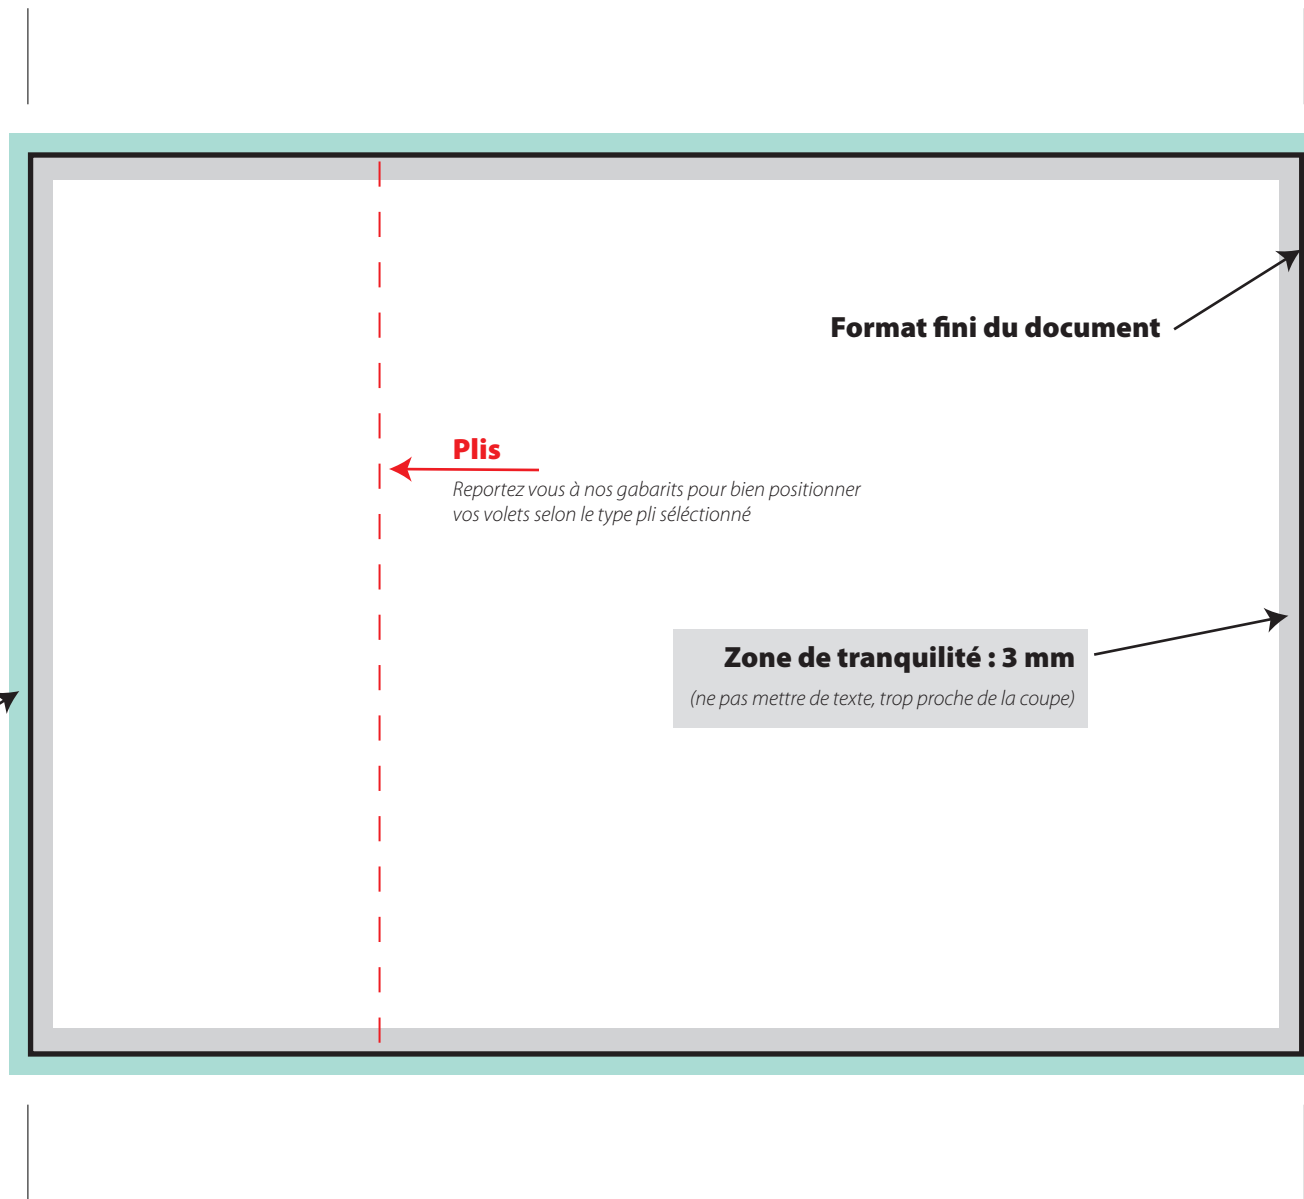 Format fini du document
Plis
Reportez vous à nos gabarits pour bien positionner
vos volets selon le type pli séléctionné
Zone de tranquilité : 3 mm
(ne pas mettre de texte, trop proche de la coupe)